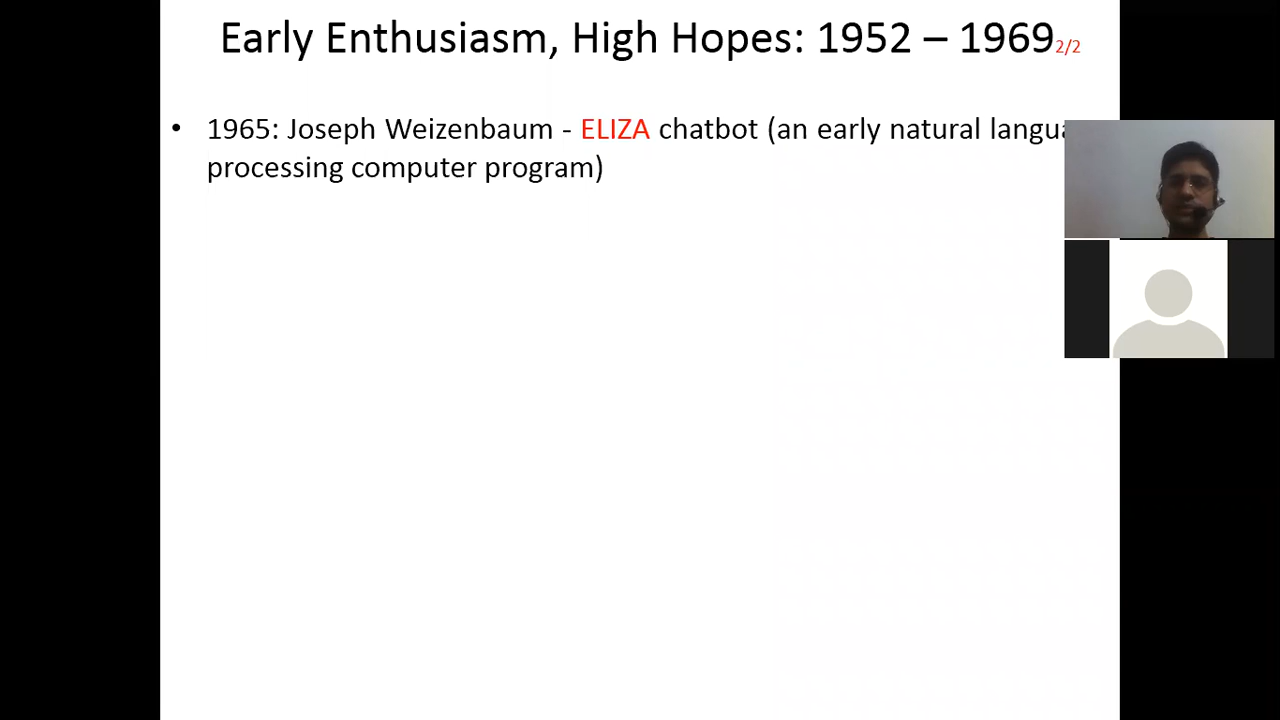 Early Enthusiasm, High Hopes: 1952 – 1969 2/2
• 1965: Joseph Weizenbaum - ELIZA chatbot (an early natural
processing computer program)